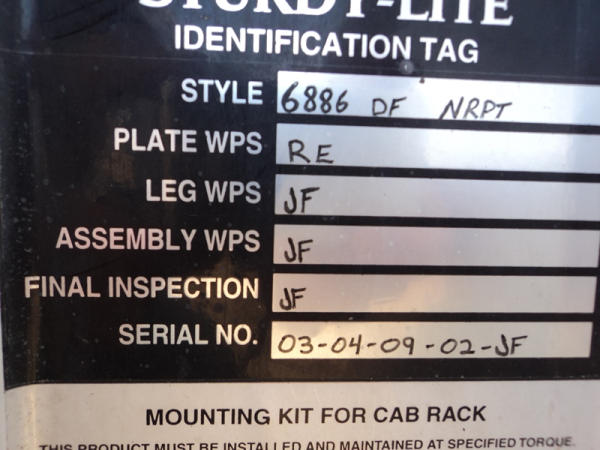 STURDY-LITE
IDENTIFICATION TAG
STYLE 6886 DF NRPT
PLATE WPS RE
LEG WPS JF
ASSEMBLY WPS JF
FINAL INSPECTION JF
SERIAL NO. 03-04-09-02-JF
MOUNTING KIT FOR CAB RACK
THIS PRODUCT MUST BE INSTALLED AND MAINTAINED AT SPECIFIED TORQUE.